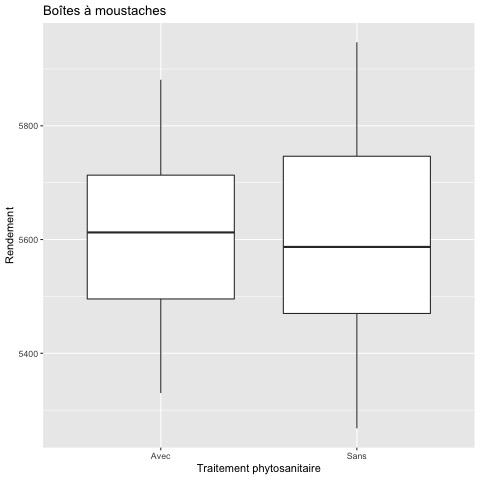 Boîtes à moustaches
Rendement
5800
5600
5400
Avec
Sans
Traitement phytosanitaire